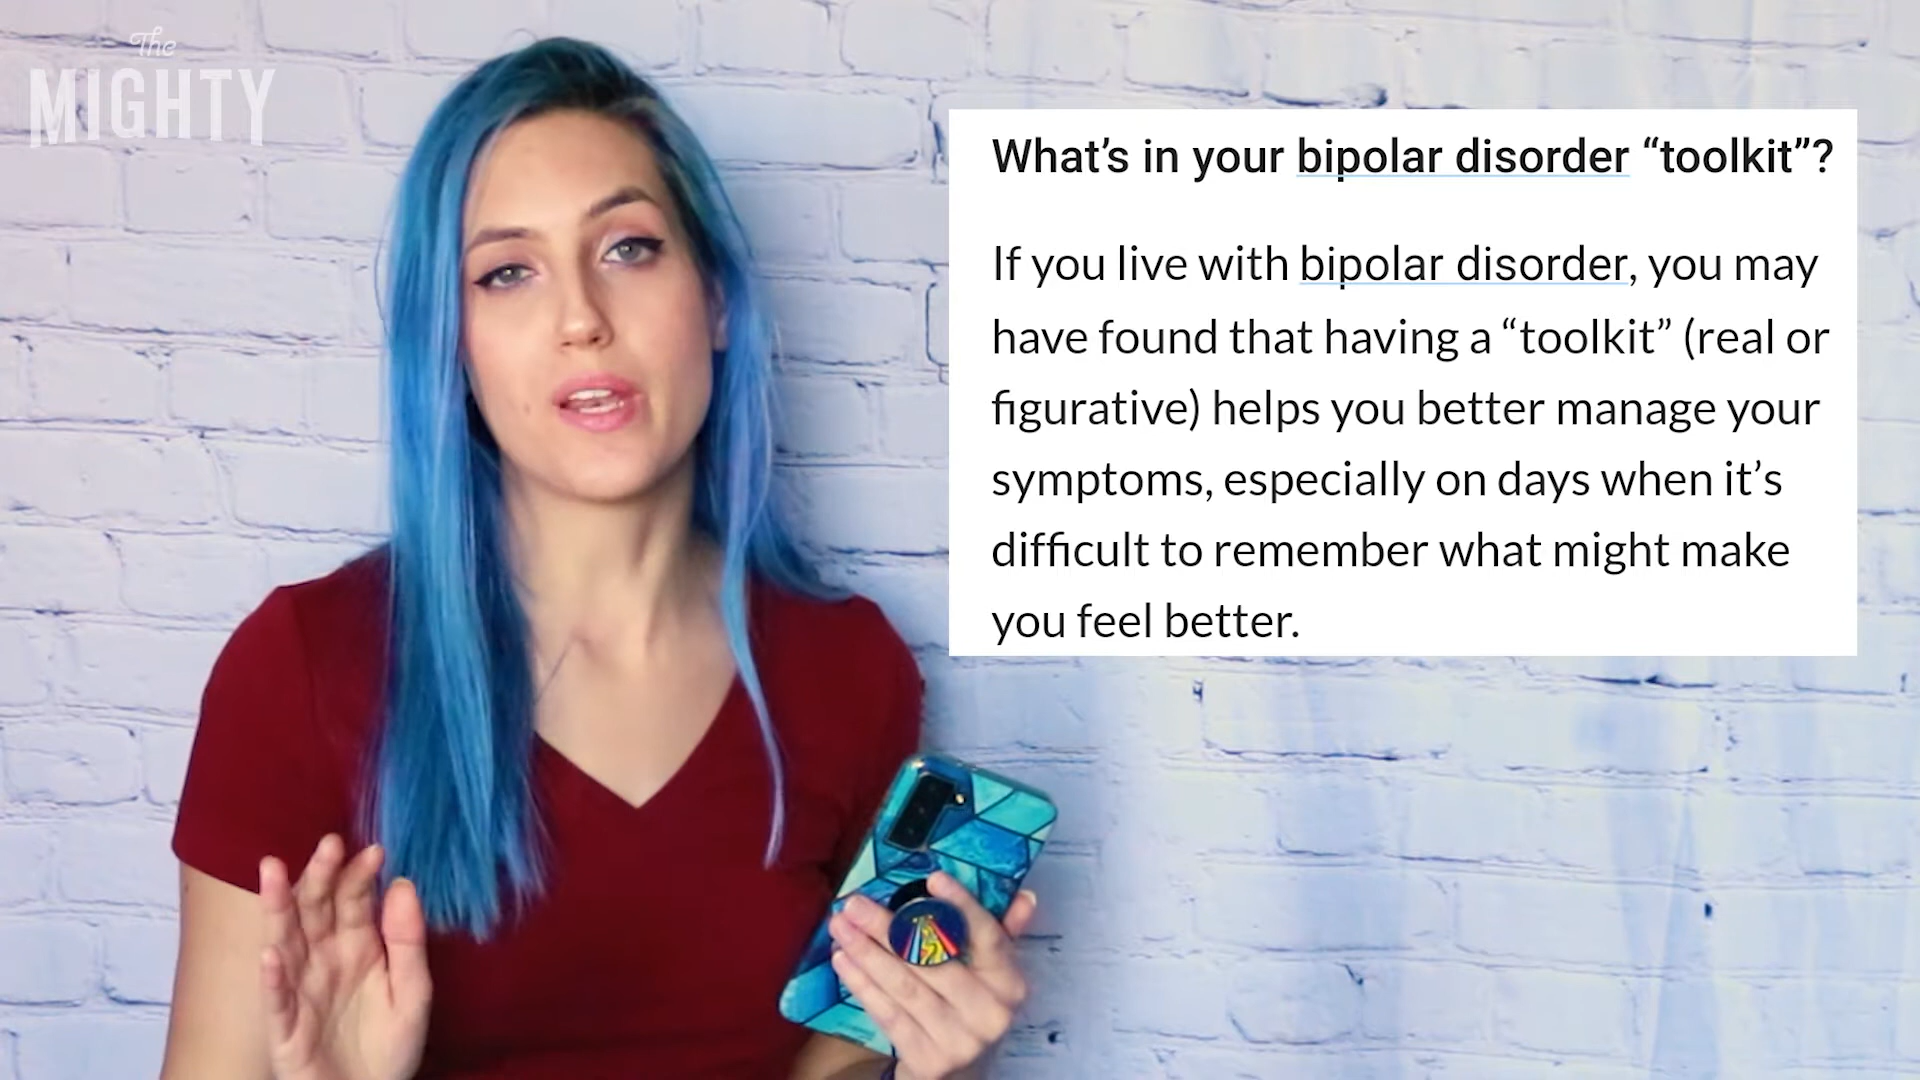 The
MIGHTY
What’s in your bipolar disorder “toolkit”?
If you live with bipolar disorder, you may
have found that having a “toolkit” (real or
figurative) helps you better manage your
symptoms, especially on days when it’s
difficult to remember what might make
you feel better.